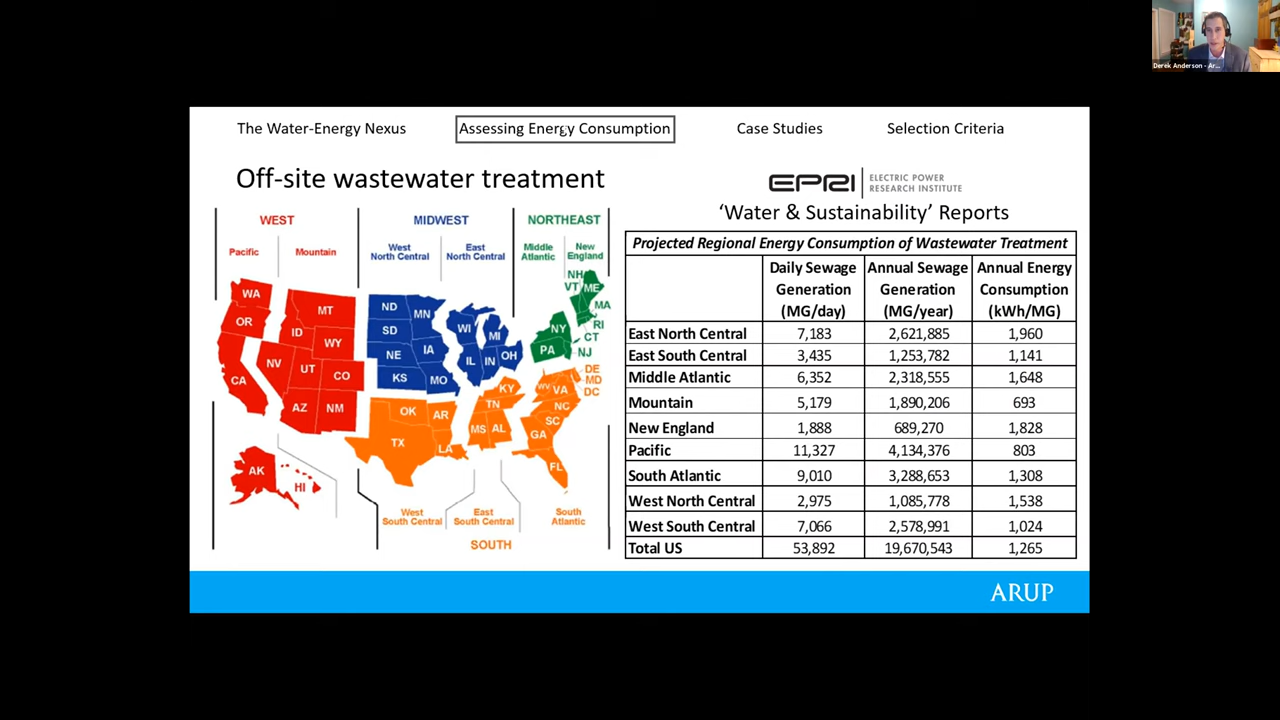 Derek Anderson - Ar...
The Water-Energy Nexus
Assessing Energy Consumption
Case Studies
Selection Criteria
Off-site wastewater treatment
EPRI
ELECTRIC POWER
RESEARCH INSTITUTE
‘Water & Sustainability’ Reports
WEST
MIDWEST
NORTHEAST
Pacific
Mountain
West
North Central
East
North Central
Middle
Atlantic
New
England
WA
OR
CA
MT
ID
WY
NV
UT
CO
AZ
NM
AK
HI
ND
MN
SD
NE
IA
KS
MO
WI
MI
IL
IN
OH
NH
VT
ME
MA
RI
CT
NJ
NY
PA
DE
MD
DC
WV
VA
KY
NC
TN
SC
OK
AR
MS
AL
GA
TX
LA
FL
West
South Central
East
South Central
South
Atlantic
SOUTH
Projected Regional Energy Consumption of Wastewater Treatment
Daily Sewage Generation (MG/day) Annual Sewage Generation (MG/year) Annual Energy Consumption (kWh/MG)
East North Central 7,183 2,621,885 1,960
East South Central 3,435 1,253,782 1,141
Middle Atlantic 6,352 2,318,555 1,648
Mountain 5,179 1,890,206 693
New England 1,888 689,270 1,828
Pacific 11,327 4,134,376 803
South Atlantic 9,010 3,288,653 1,308
West North Central 2,975 1,085,778 1,538
West South Central 7,066 2,578,991 1,024
Total US 53,892 19,670,543 1,265
ARUP